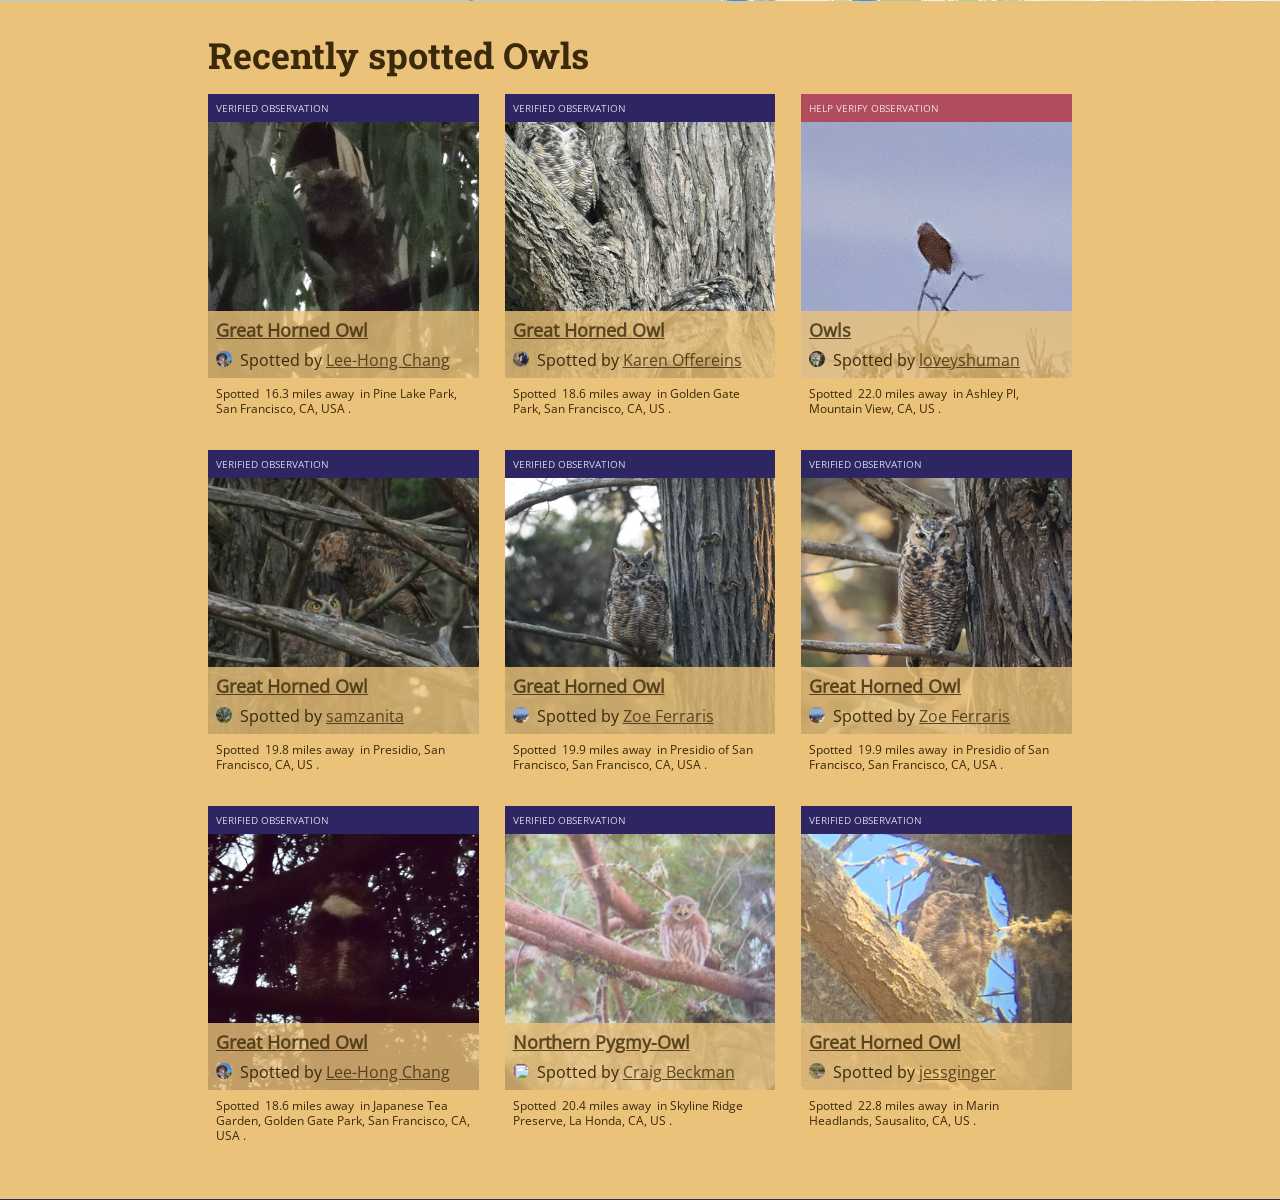 Recently spotted Owls
VERIFIED OBSERVATION
Great Horned Owl
Spotted by Lee-Hong Chang
Spotted 16.3 miles away in Pine Lake Park,
San Francisco, CA, USA .
VERIFIED OBSERVATION
Great Horned Owl
Spotted by Karen Offereins
Spotted 18.6 miles away in Golden Gate
Park, San Francisco, CA, US .
HELP VERIFY OBSERVATION
Owls
Spotted by loveyshuman
Spotted 22.0 miles away in Ashley Pl,
Mountain View, CA, US .
VERIFIED OBSERVATION
Great Horned Owl
Spotted by samzanita
Spotted 19.8 miles away in Presidio, San
Francisco, CA, US .
VERIFIED OBSERVATION
Great Horned Owl
Spotted by Zoe Ferraris
Spotted 19.9 miles away in Presidio of San
Francisco, San Francisco, CA, USA .
VERIFIED OBSERVATION
Great Horned Owl
Spotted by Zoe Ferraris
Spotted 19.9 miles away in Presidio of San
Francisco, San Francisco, CA, USA .
VERIFIED OBSERVATION
Great Horned Owl
Spotted by Lee-Hong Chang
Spotted 18.6 miles away in Japanese Tea
Garden, Golden Gate Park, San Francisco, CA,
USA .
VERIFIED OBSERVATION
Northern Pygmy-Owl
Spotted by Craig Beckman
Spotted 20.4 miles away in Skyline Ridge
Preserve, La Honda, CA, US .
VERIFIED OBSERVATION
Great Horned Owl
Spotted by jessginger
Spotted 22.8 miles away in Marin
Headlands, Sausalito, CA, US .